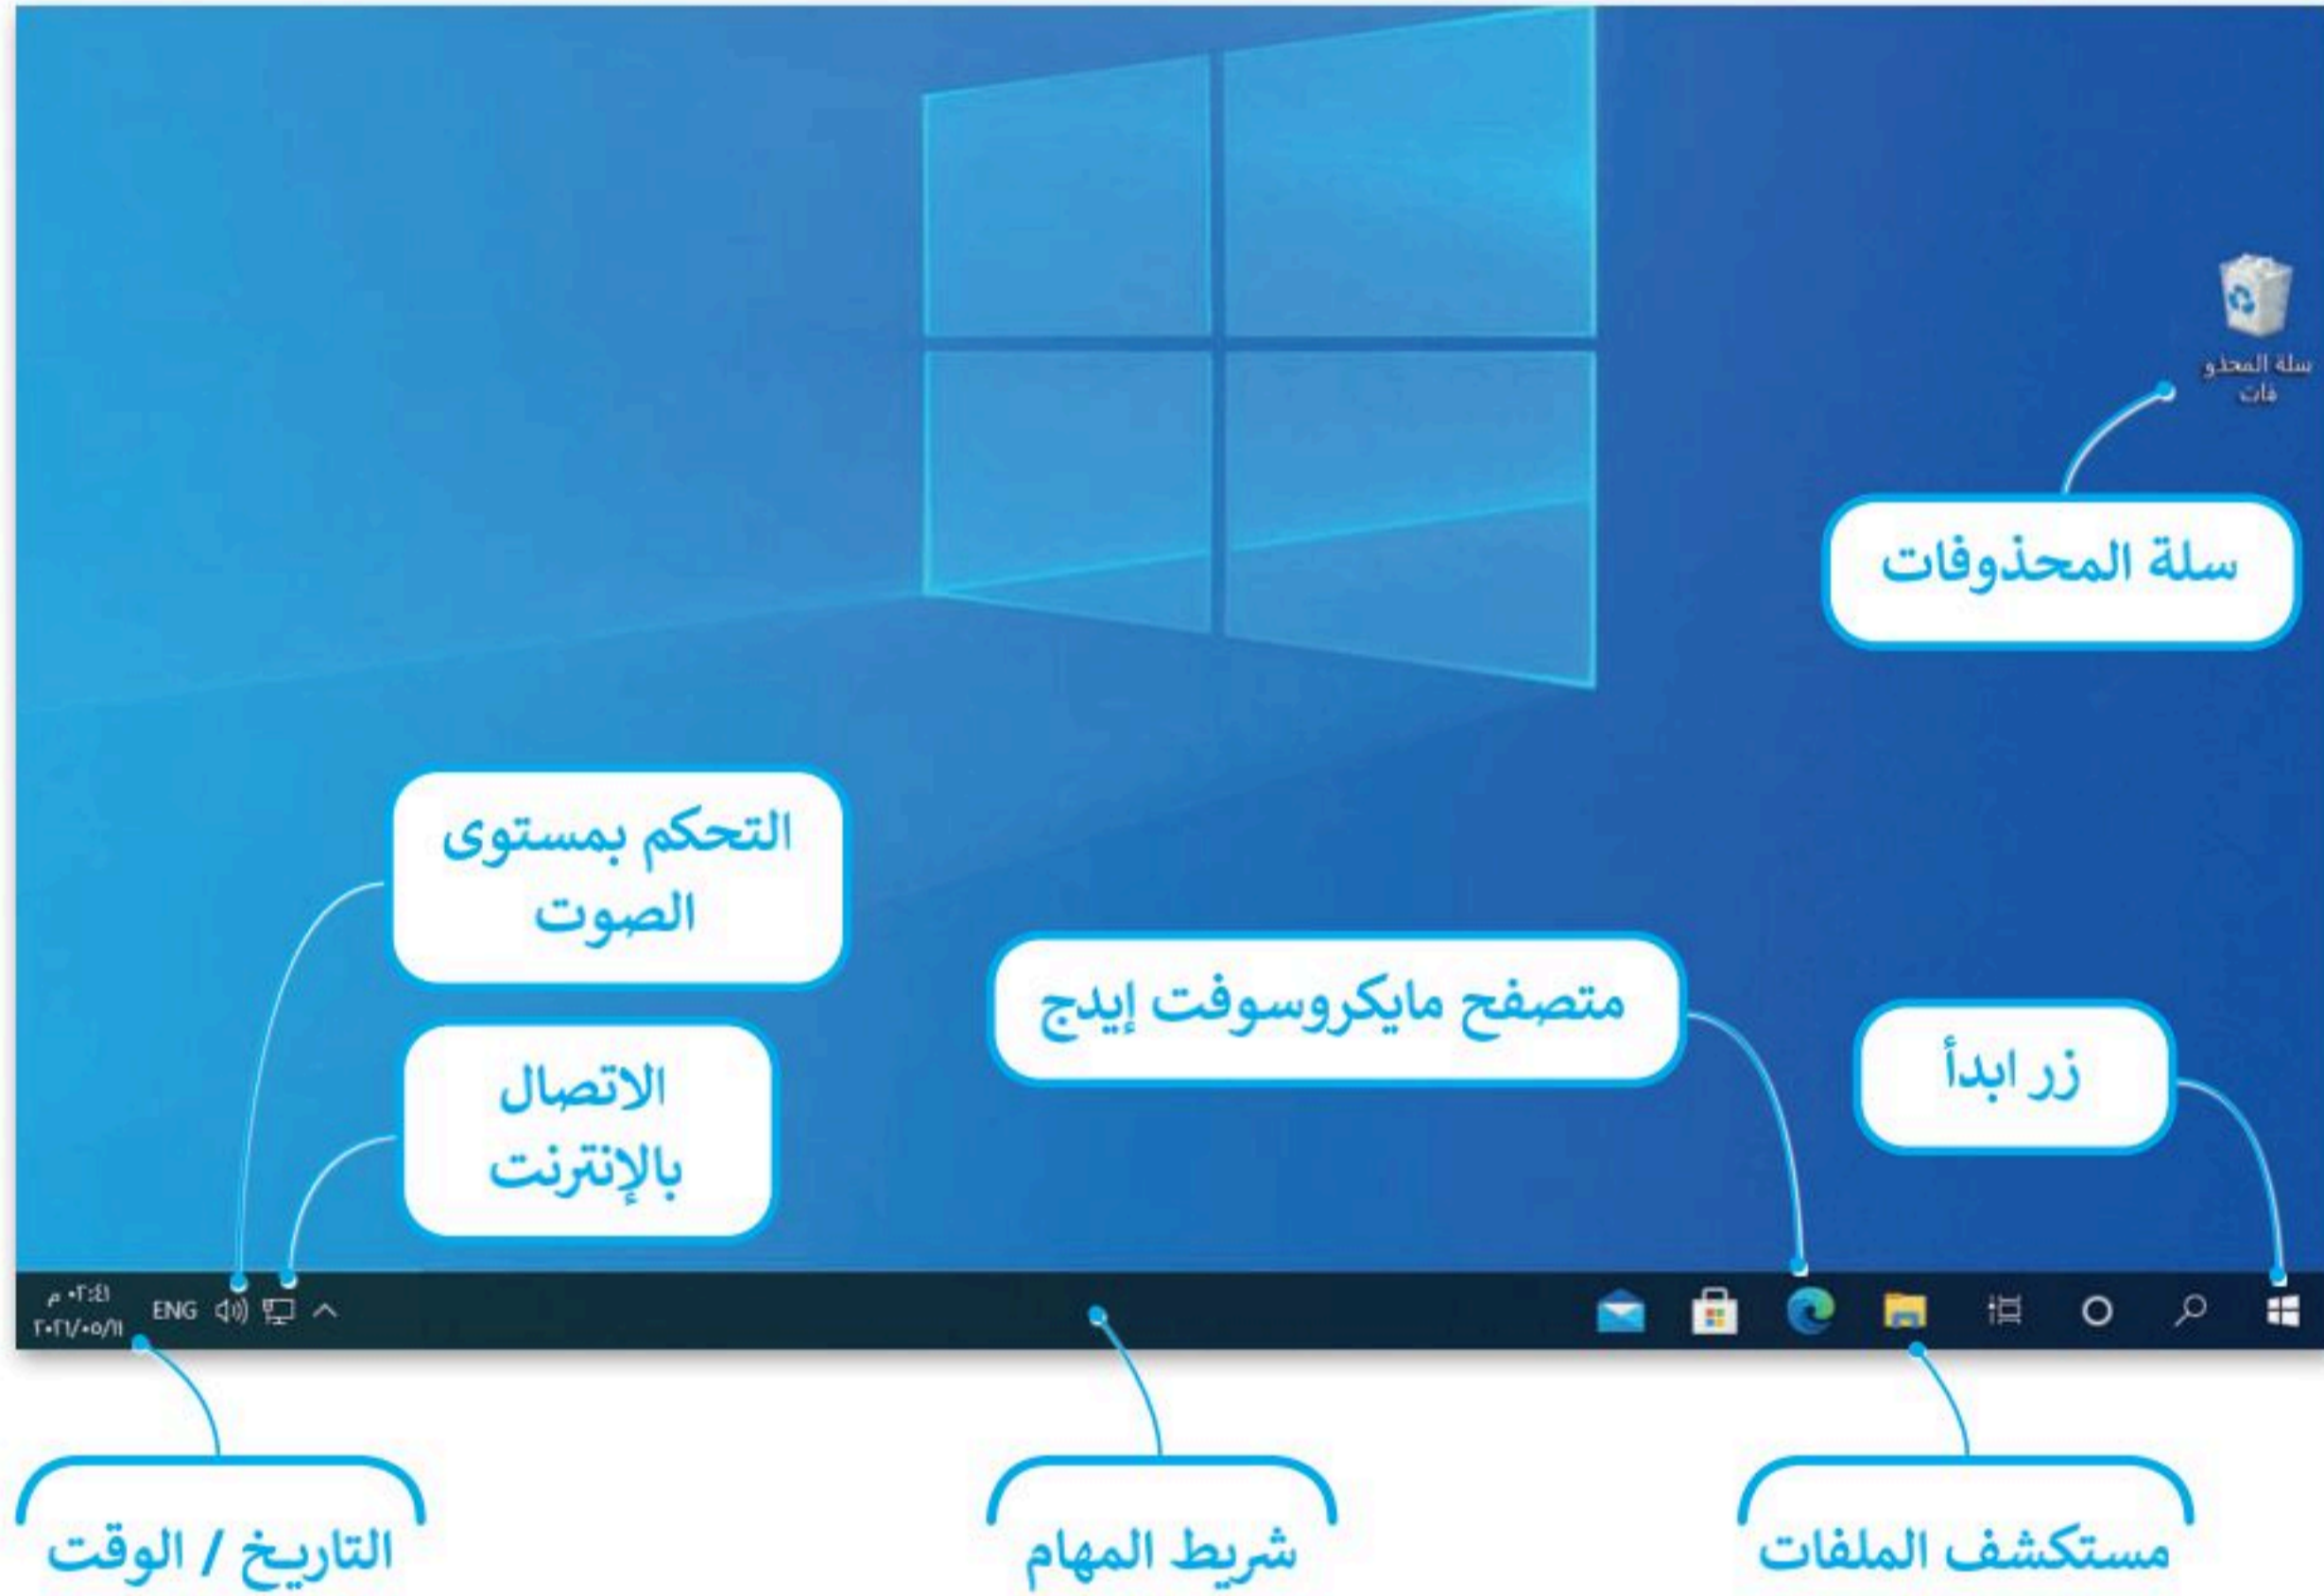 سلة المحذو
فات
سلة المحذوفات
التحكم بمستوى
الصوت
متصفح مايكروسوفت إيدج
زر ابدأ
الاتصال
بالإنترنت
٠٢:٤١ م
ENG
٢٠٢١/٠٥/١١
مستكشف الملفات
شريط المهام
التاريخ / الوقت